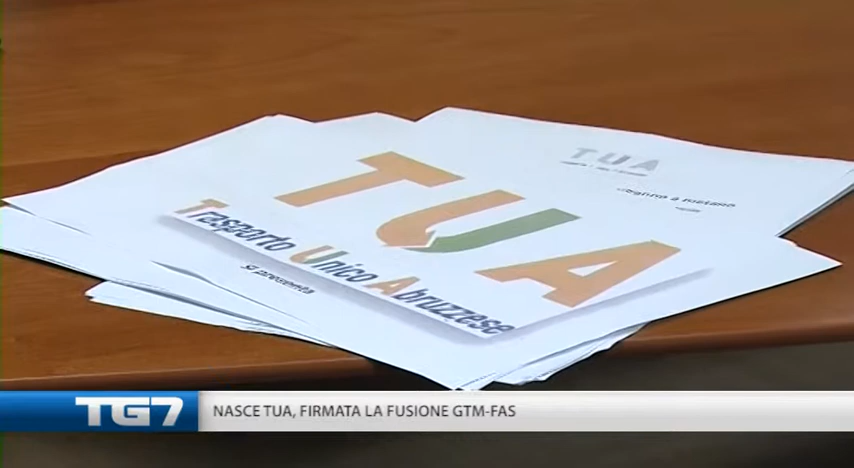 TUA
TUA
Trasporto Unico Abruzzese
si presenta
TG7
NASCE TUA, FIRMATA LA FUSIONE GTM-FAS